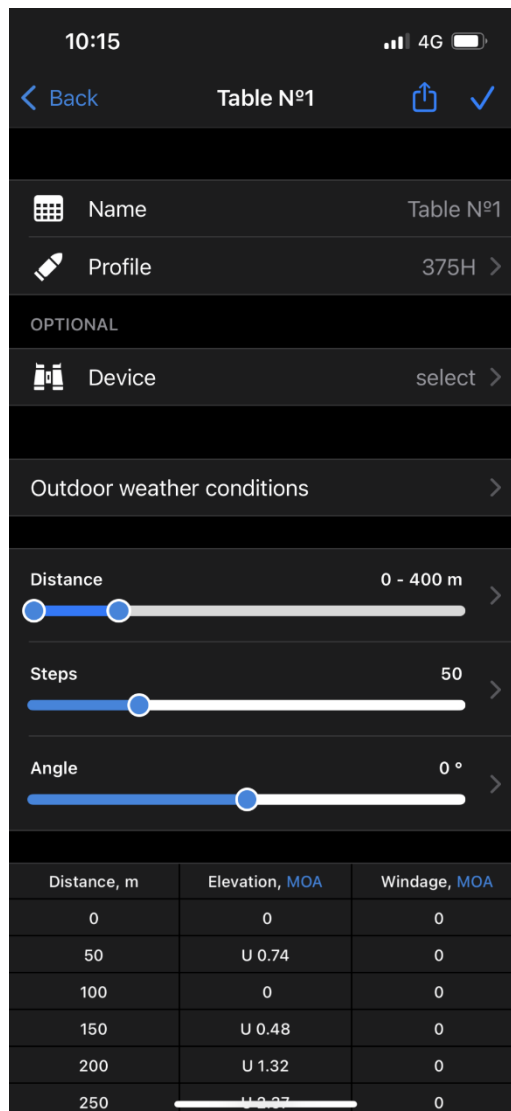 10:15 4G
Back Table Nº1
Name Table Nº1
Profile 375H
OPTIONAL
Device select
Outdoor weather conditions
Distance 0 - 400 m
Steps 50
Angle 0 °
Distance, m Elevation, MOA Windage, MOA
0 0 0
50 U 0.74 0
100 0 0
150 U 0.48 0
200 U 1.32 0
250 0